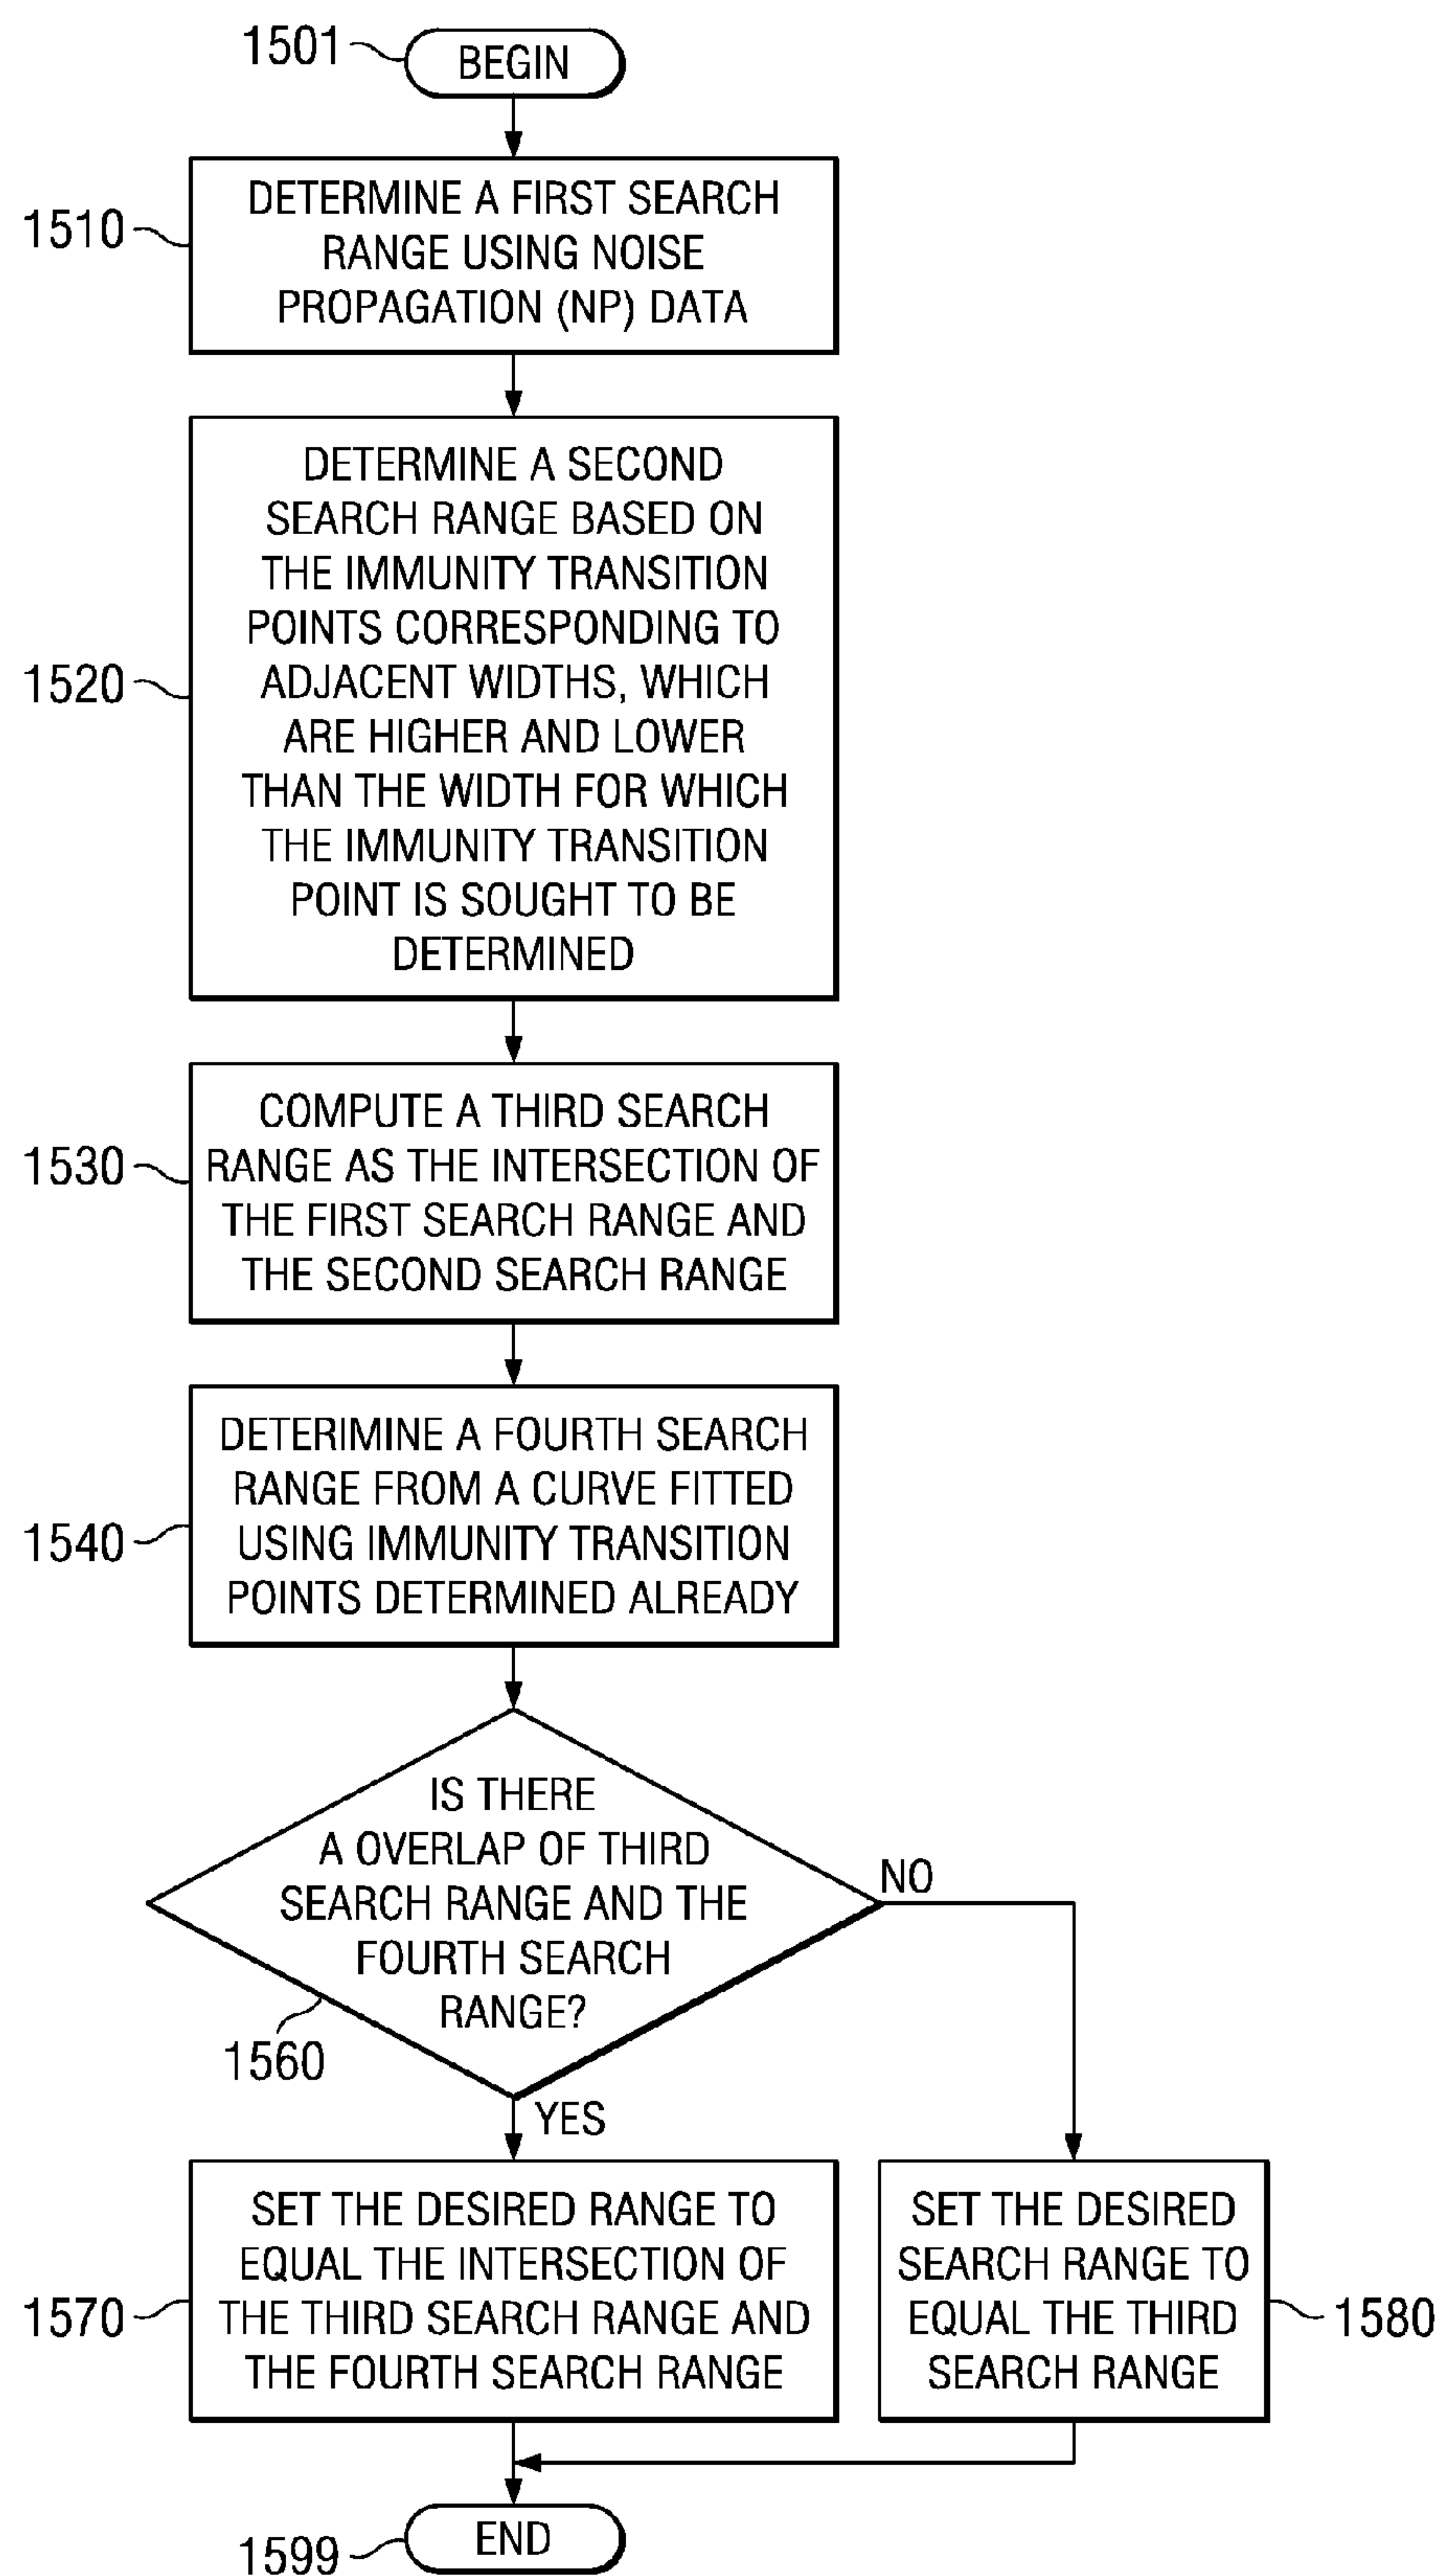 1501
BEGIN
1510
DETERMINE A FIRST SEARCH
RANGE USING NOISE
PROPAGATION (NP) DATA
1520
DETERMINE A SECOND
SEARCH RANGE BASED ON
THE IMMUNITY TRANSITION
POINTS CORRESPONDING TO
ADJACENT WIDTHS, WHICH
ARE HIGHER AND LOWER
THAN THE WIDTH FOR WHICH
THE IMMUNITY TRANSITION
POINT IS SOUGHT TO BE
DETERMINED
1530
COMPUTE A THIRD SEARCH
RANGE AS THE INTERSECTION OF
THE FIRST SEARCH RANGE AND
THE SECOND SEARCH RANGE
1540
DETERIMINE A FOURTH SEARCH
RANGE FROM A CURVE FITTED
USING IMMUNITY TRANSITION
POINTS DETERMINED ALREADY
IS THERE
A OVERLAP OF THIRD
SEARCH RANGE AND THE
FOURTH SEARCH
RANGE?
1560
NO
YES
1570
SET THE DESIRED RANGE TO
EQUAL THE INTERSECTION OF
THE THIRD SEARCH RANGE AND
THE FOURTH SEARCH RANGE
SET THE DESIRED
SEARCH RANGE TO
EQUAL THE THIRD
SEARCH RANGE
1580
1599
END